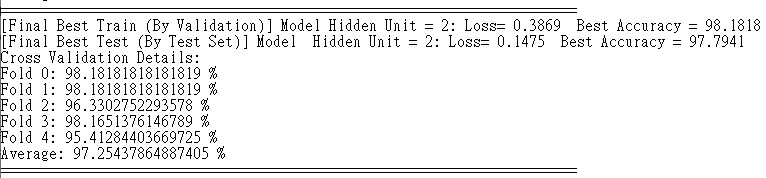 [Final Best Train (By Validation)] Model Hidden Unit = 2: Loss= 0.3869  Best Accuracy = 98.1818
[Final Best Test (By Test Set)] Model  Hidden Unit = 2: Loss= 0.1475  Best Accuracy = 97.7941
Cross Validation Details:
Fold 0: 98.18181818181819 %
Fold 1: 98.18181818181819 %
Fold 2: 96.3302752293578 %
Fold 3: 98.1651376146789 %
Fold 4: 95.41284403669725 %
Average: 97.25437864887405 %